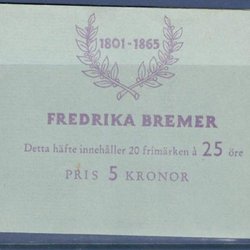 1801-1865
FREDRIKA BREMER
Detta häfte innehåller 20 frimärken à 25 öre
PRIS 5 KRONOR